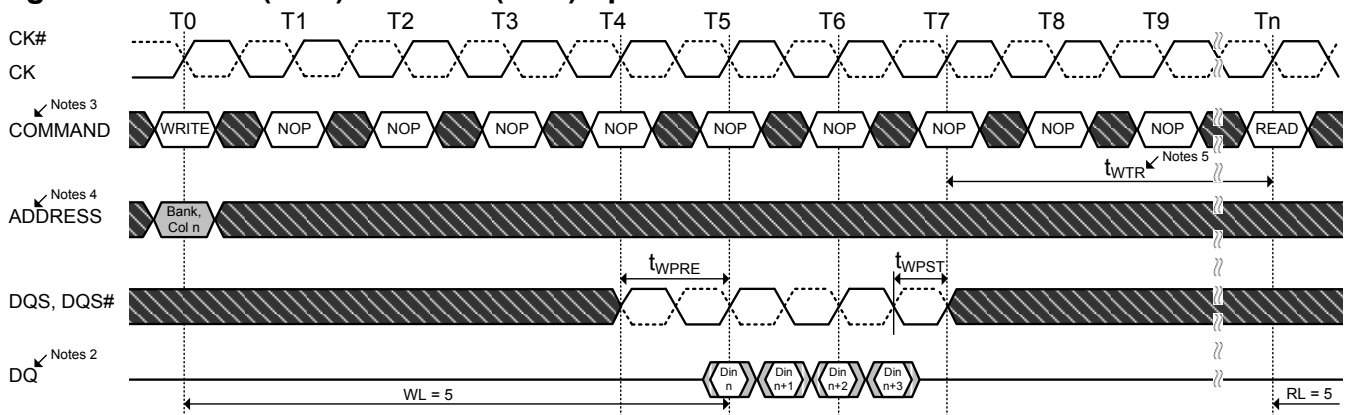 T0 T1 T2 T3 T4 T5 T6 T7 T8 T9 Tn
CK#
CK
Notes 3
COMMAND WRITE NOP NOP NOP NOP NOP NOP NOP NOP NOP READ
tWTR Notes 5
Notes 4
ADDRESS
Bank,
Col n
tWPRE tWPST
DQS, DQS#
Notes 2
DQ
Din Din Din Din
n n+1 n+2 n+3
WL = 5 RL = 5